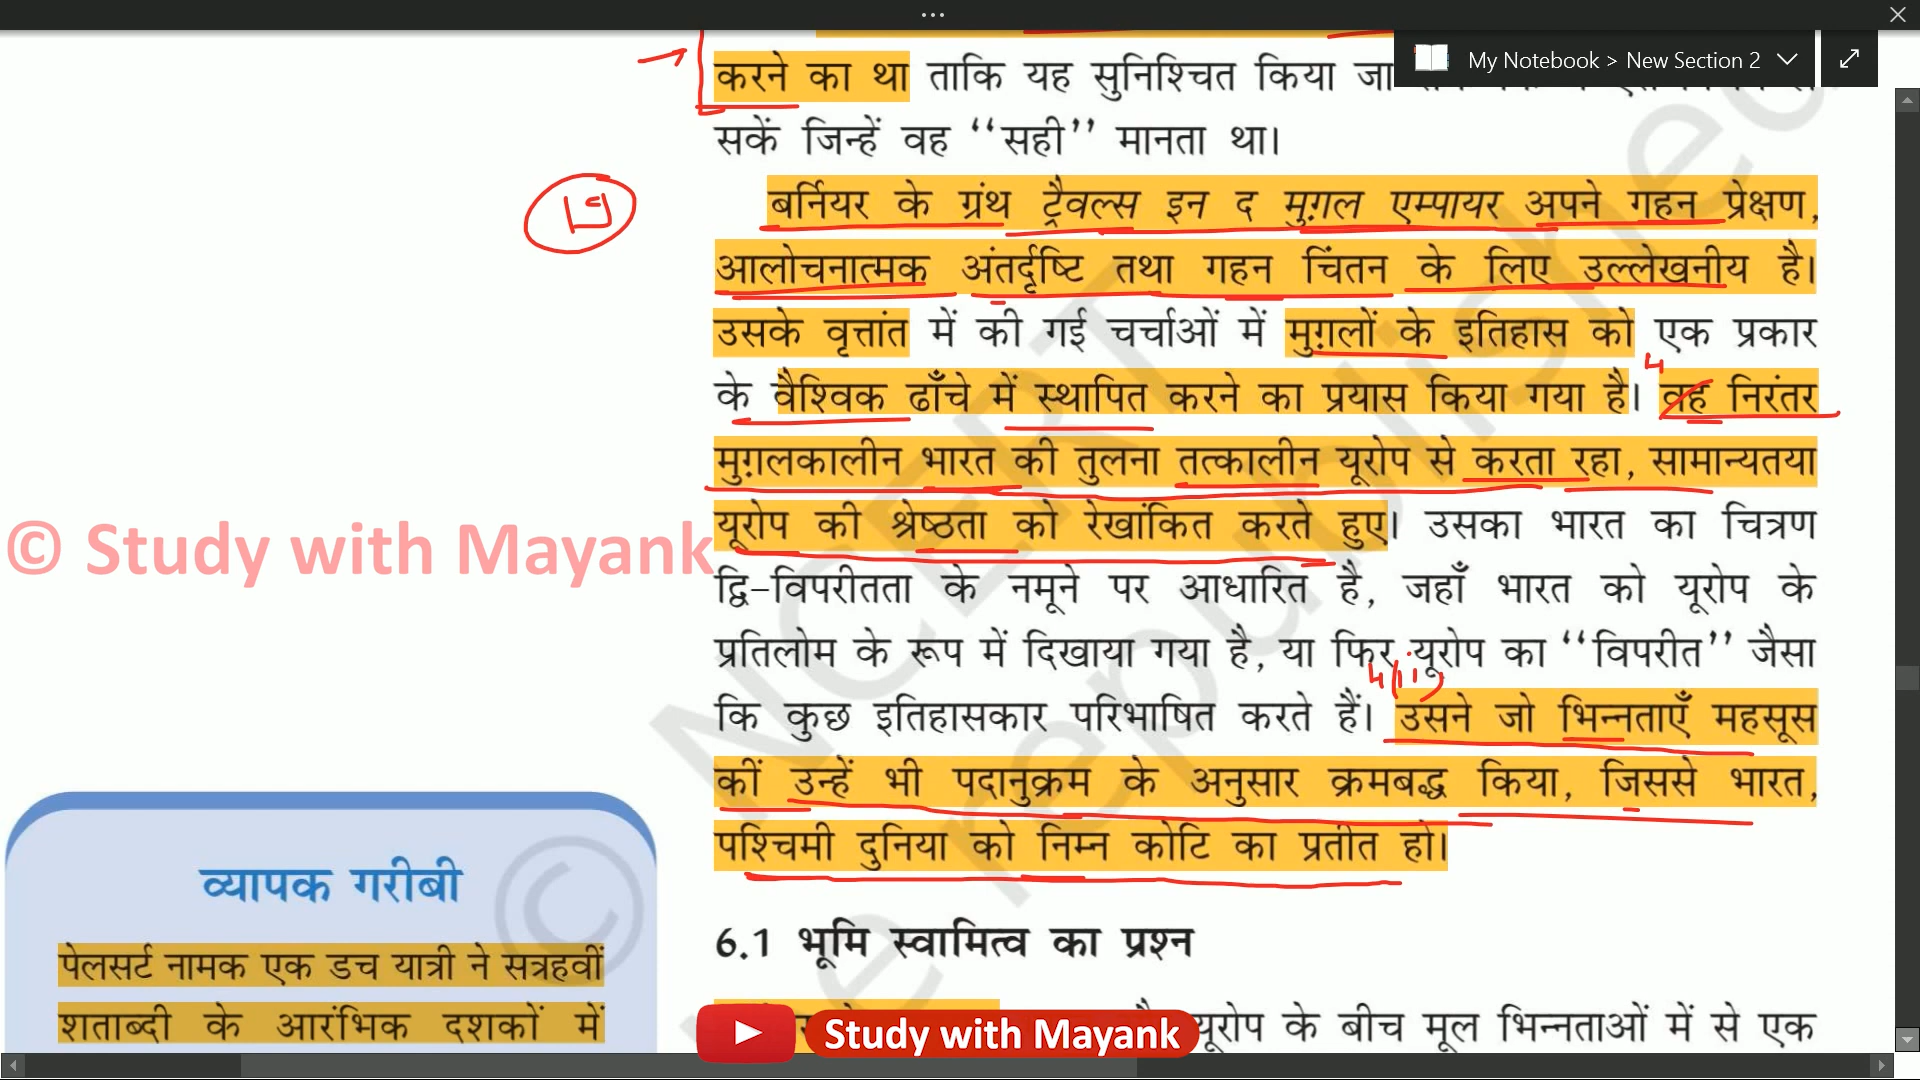 My Notebook > New Section 2
करने का था ताकि यह सुनिश्चित किया जा
सकें जिन्हें वह “सही” मानता था।
बर्नियर के ग्रंथ ट्रैवल्स इन द मुग़ल एम्पायर अपने गहन प्रेक्षण,
आलोचनात्मक अंतर्दृष्टि तथा गहन चिंतन के लिए उल्लेखनीय है।
उसके वृत्तांत में की गई चर्चाओं में मुग़लों के इतिहास को एक प्रकार
के वैश्विक ढाँचे में स्थापित करने का प्रयास किया गया है। वह निरंतर
मुग़लकालीन भारत की तुलना तत्कालीन यूरोप से करता रहा, सामान्यतया
यूरोप की श्रेष्ठता को रेखांकित करते हुए। उसका भारत का चित्रण
द्वि-विपरीतता के नमूने पर आधारित है, जहाँ भारत को यूरोप के
प्रतिलोम के रूप में दिखाया गया है, या फिर यूरोप का “विपरीत” जैसा
4(ii)
कि कुछ इतिहासकार परिभाषित करते हैं। उसने जो भिन्नताएँ महसूस
कीं उन्हें भी पदानुक्रम के अनुसार क्रमबद्ध किया, जिससे भारत,
पश्चिमी दुनिया को निम्न कोटि का प्रतीत हो।
6.1 भूमि स्वामित्व का प्रश्न
यूरोप के बीच मूल भिन्नताओं में से एक
© Study with Mayank
व्यापक गरीबी
पेलसर्ट नामक एक डच यात्री ने सत्रहवीं
शताब्दी के आरंभिक दशकों में
Study with Mayank
NCERT
republished